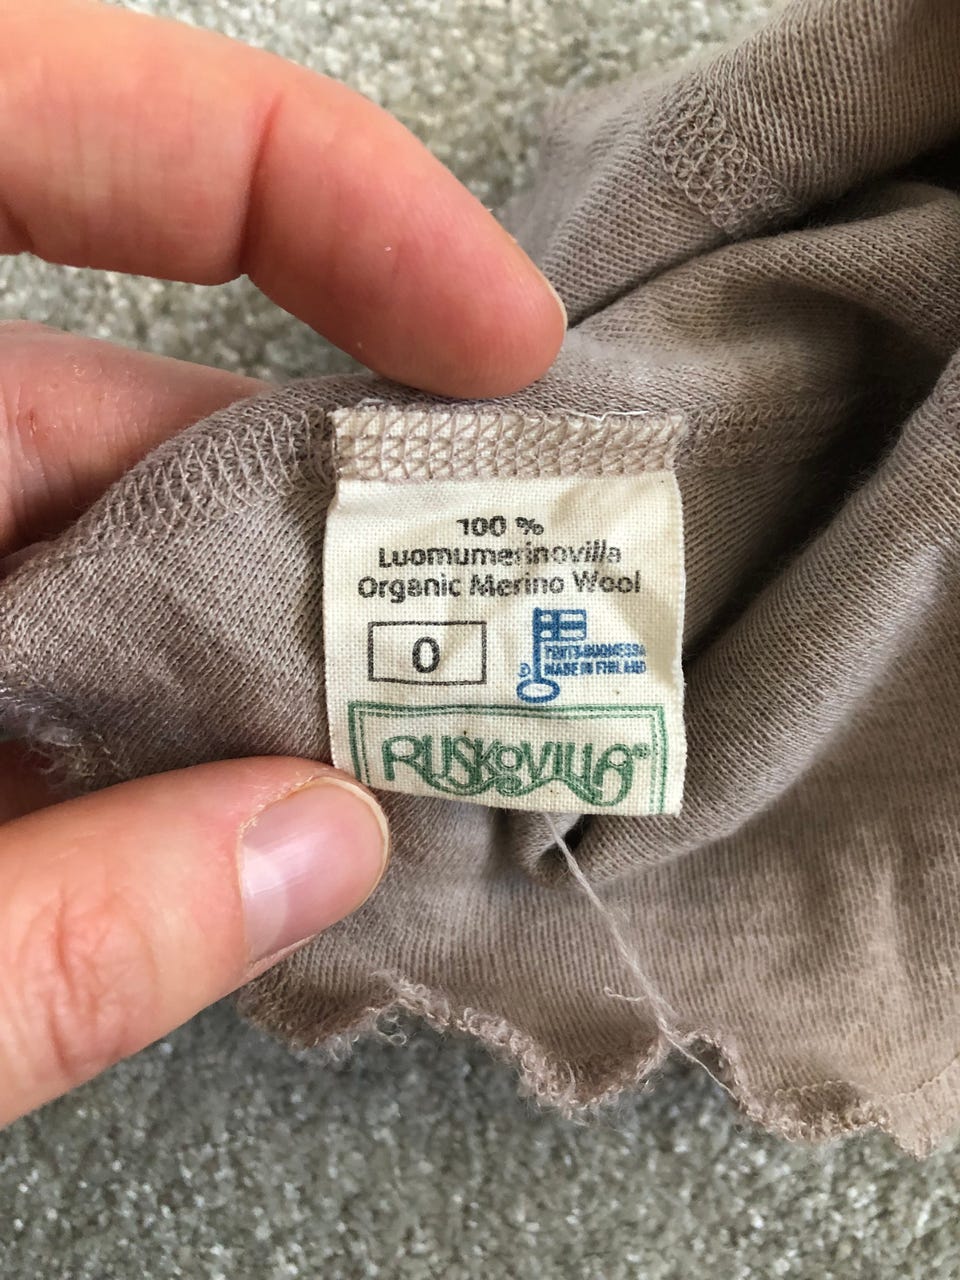 100 %
Luomumerinovilla
Organic Merino Wool
0
TEHTY SUOMESSA
MADE IN FINLAND
RUSKOVILLA®